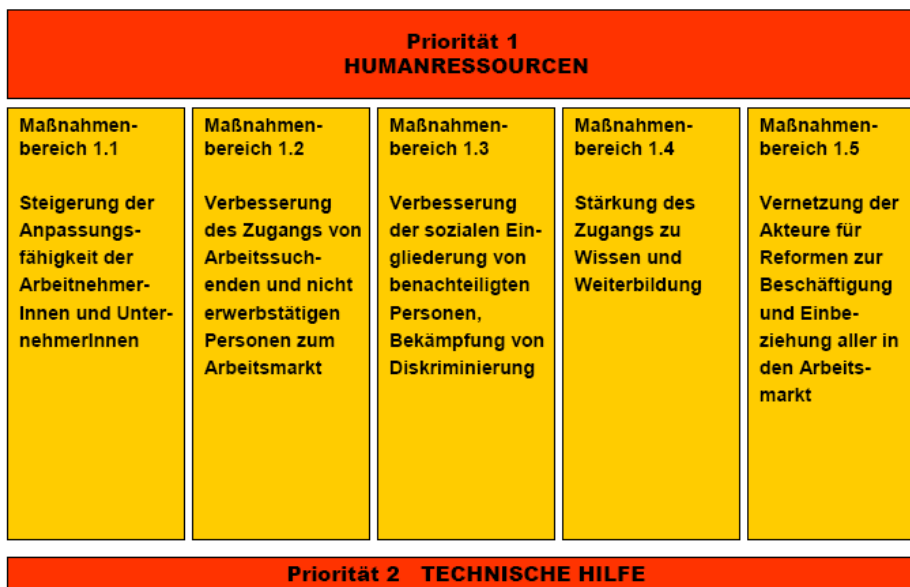 Priorität 1
HUMANRESSOURCEN
Maßnahmen-
bereich 1.1
Steigerung der
Anpassungs-
fähigkeit der
Arbeitnehmer-
Innen und Unter-
nehmerInnen
Maßnahmen-
bereich 1.2
Verbesserung
des Zugangs von
Arbeitssuch-
enden und nicht
erwerbstätigen
Personen zum
Arbeitsmarkt
Maßnahmen-
bereich 1.3
Verbesserung
der sozialen Ein-
gliederung von
benachteiligten
Personen,
Bekämpfung von
Diskriminierung
Maßnahmen-
bereich 1.4
Stärkung des
Zugangs zu
Wissen und
Weiterbildung
Maßnahmen-
bereich 1.5
Vernetzung der
Akteure für
Reformen zur
Beschäftigung
und Einbe-
ziehung aller in
den Arbeits-
markt
Priorität 2 TECHNISCHE HILFE